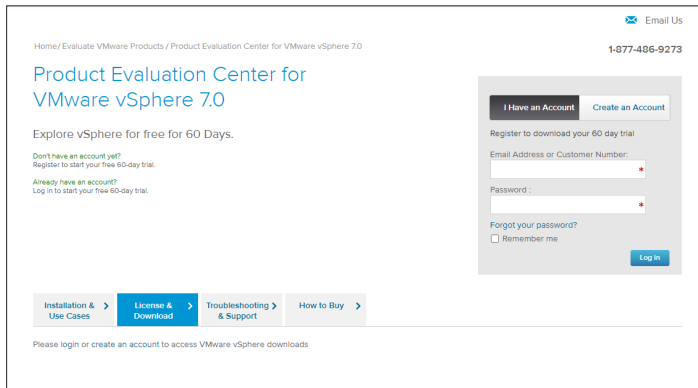 Email Us
Home/ Evaluate VMware Products / Product Evaluation Center for VMware vSphere 7.0
1-877-486-9273
Product Evaluation Center for
VMware vSphere 7.0
Explore vSphere for free for 60 Days.
Don't have an account yet?
Register to start your free 60-day trial.
Already have an account?
Log in to start your free 60-day trial.
I Have an Account
Create an Account
Register to download your 60 day trial
Email Address or Customer Number:
*
Password :
*
Forgot your password?
Remember me
Log in
Installation &
Use Cases
License &
Download
Troubleshooting
& Support
How to Buy
Please login or create an account to access VMware vSphere downloads